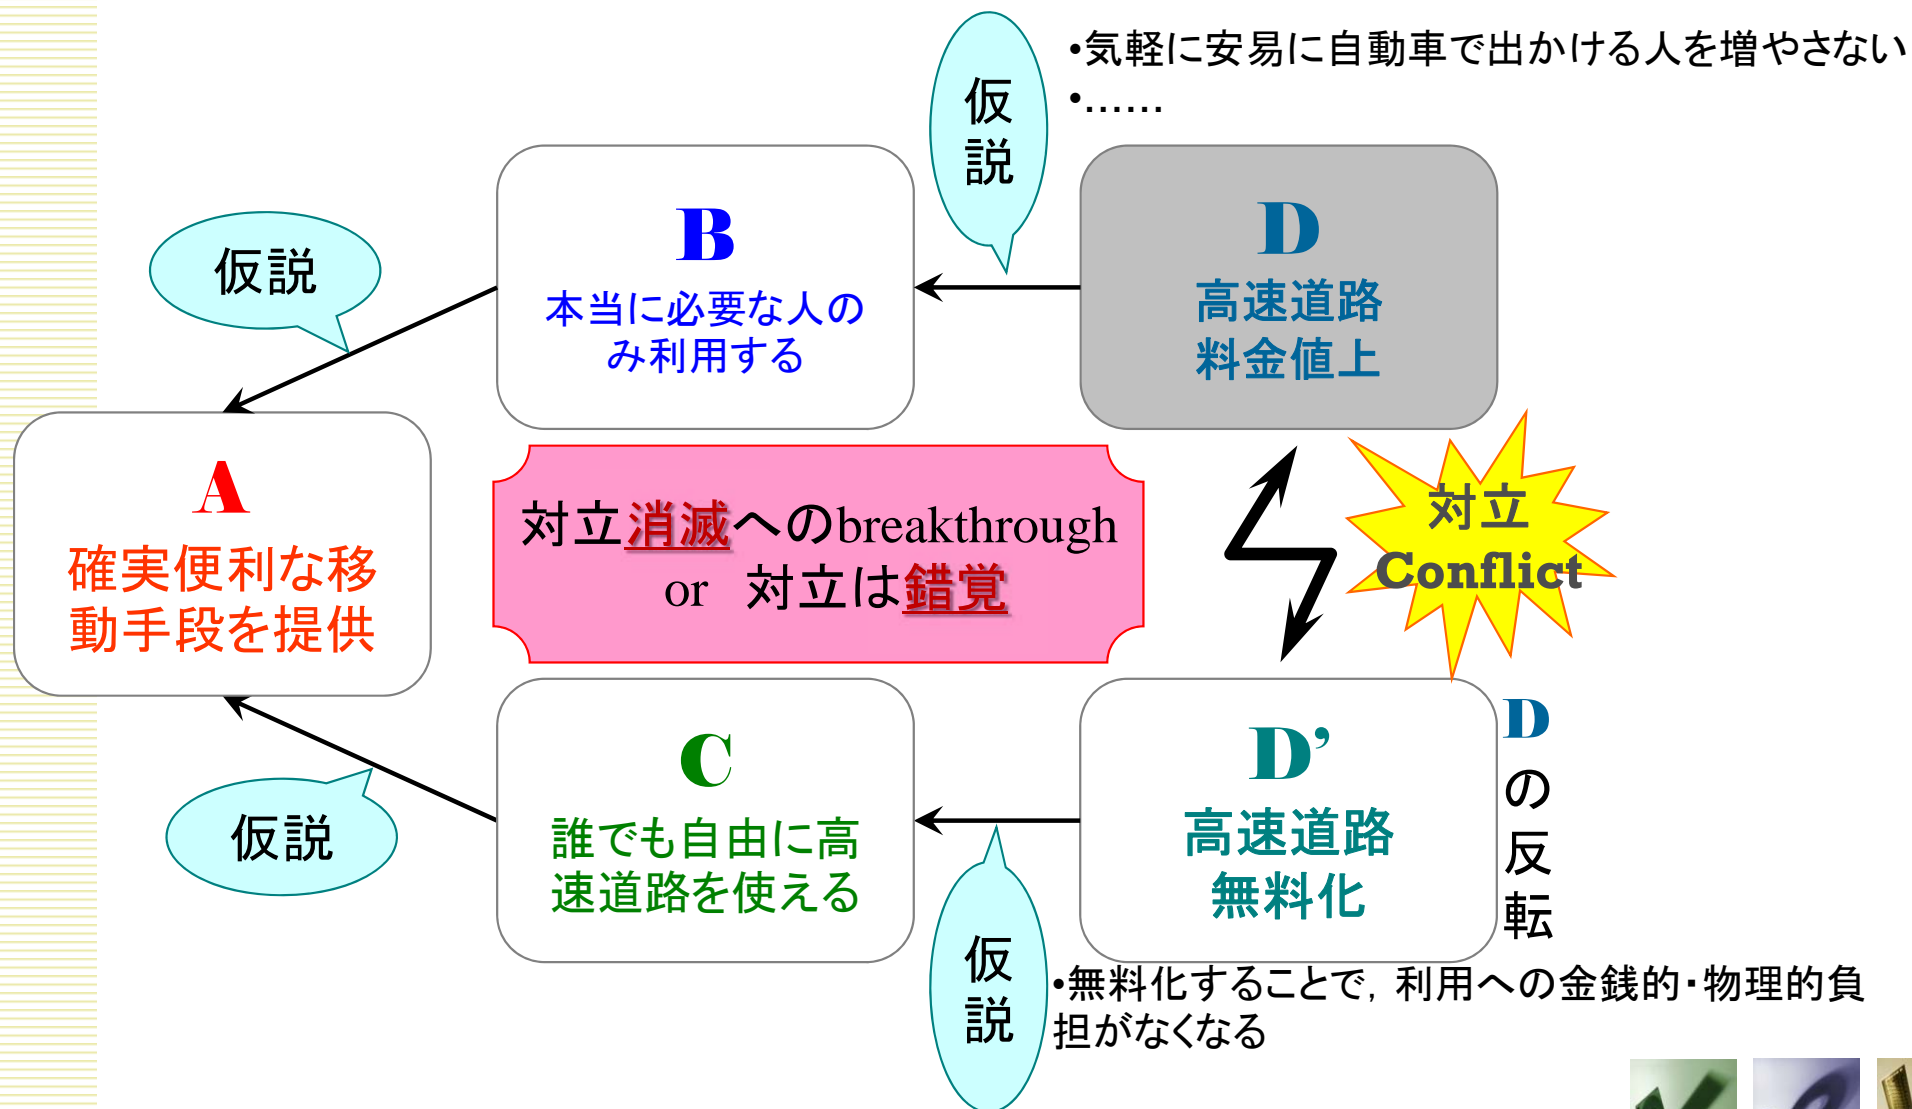 •気軽に安易に自動車で出かける人を増やさない
•……
仮
説
B
本当に必要な人の
み利用する
D
高速道路
料金値上
仮説
A
確実便利な移
動手段を提供
対立消滅へのbreakthrough
or 対立は錯覚
対立
Conflict
仮説
C
誰でも自由に高
速道路を使える
D’
高速道路
無料化
D
の
反
転
仮
説
•無料化することで, 利用への金銭的・物理的負
担がなくなる